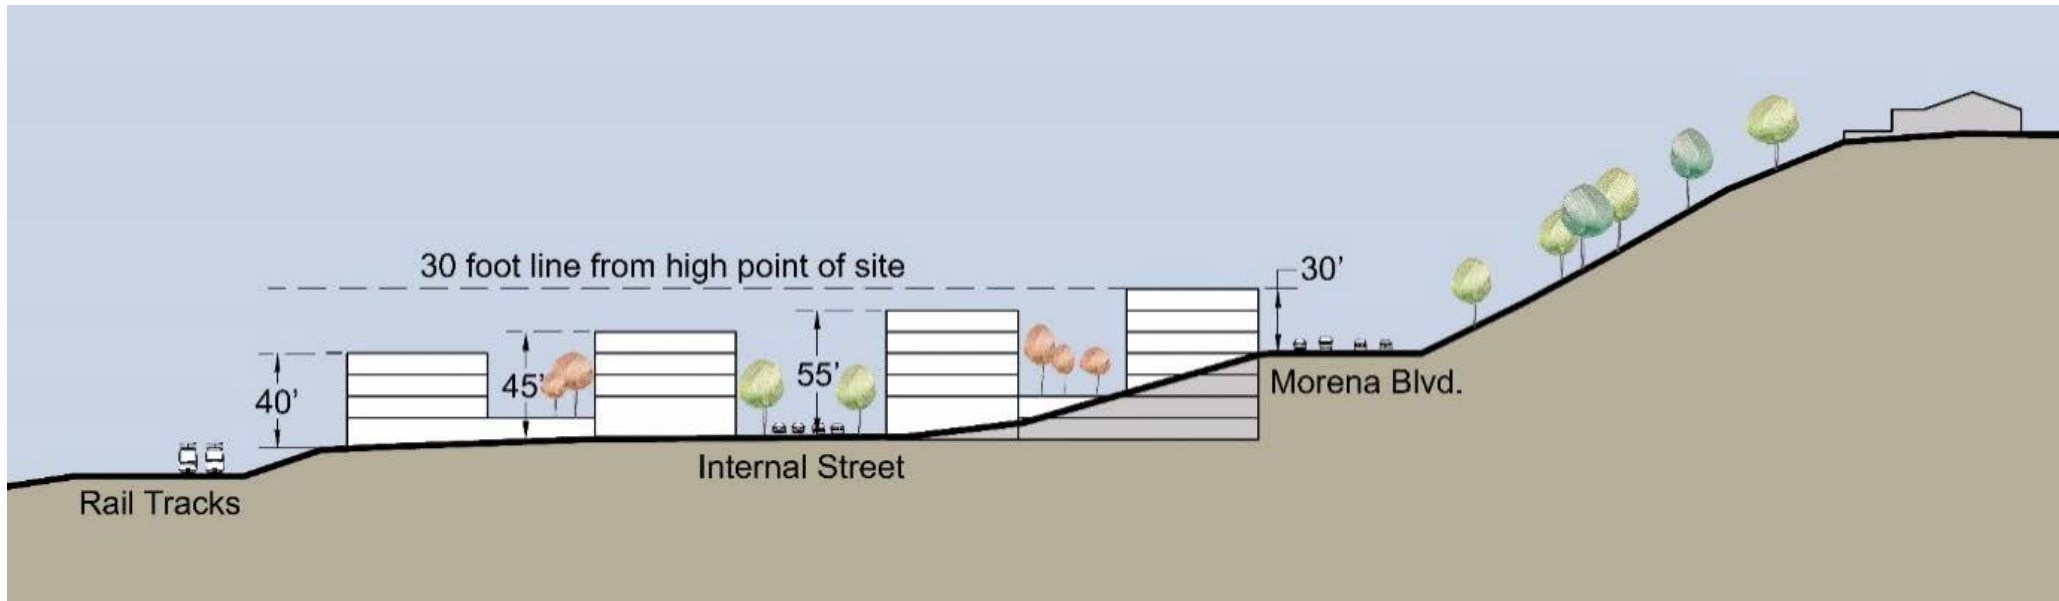 30 foot line from high point of site
30’
40’
45’
55’
Morena Blvd.
Internal Street
Rail Tracks